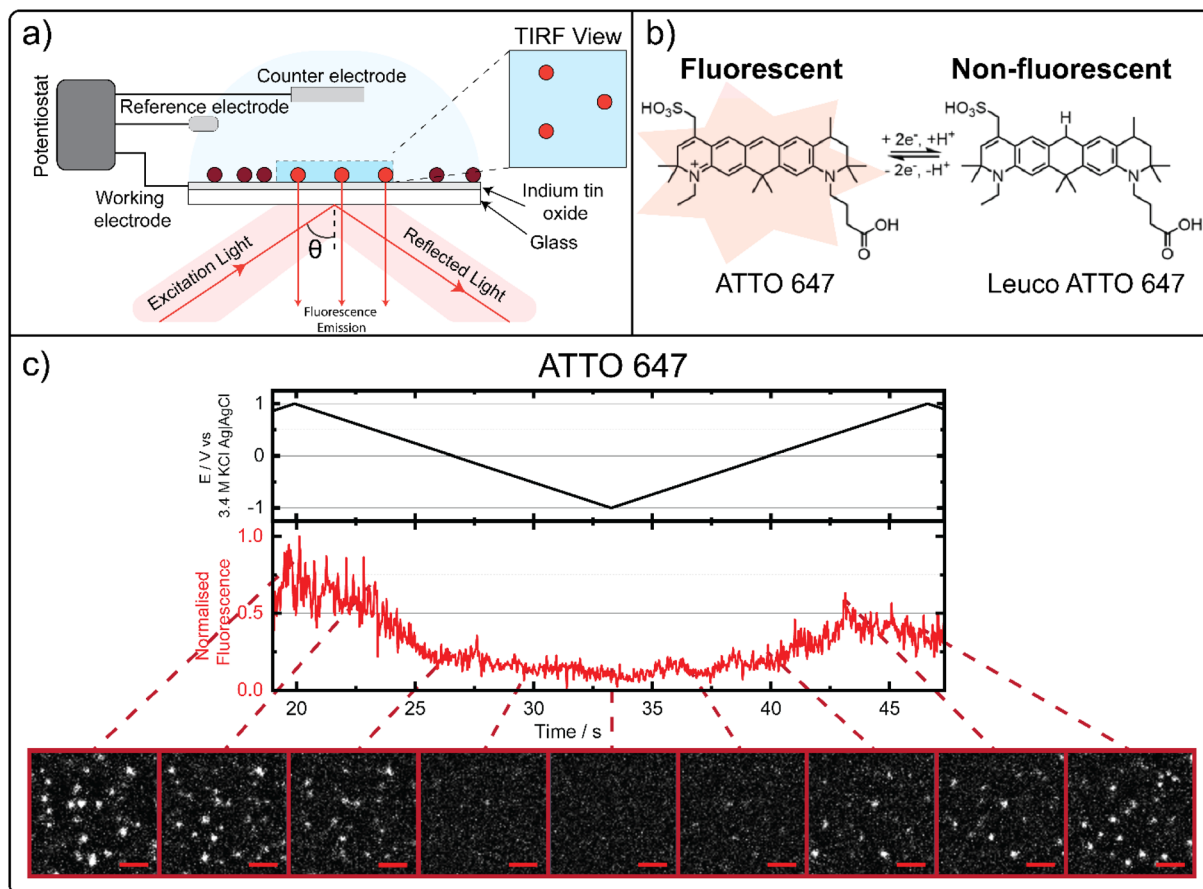 a)
TIRF View
Counter electrode
Reference electrode
Potentiostat
Working
electrode
Indium tin
oxide
Glass
θ
Excitation Light
Reflected Light
Fluorescence
Emission
b)
Fluorescent
Non-fluorescent
HO₃S
N
+
N
O
OH
ATTO 647
+ 2e⁻, +H⁺
- 2e⁻, -H⁺
HO₃S
H
N
N
O
OH
Leuco ATTO 647
c)
ATTO 647
E / V vs
3.4 M KCl Ag|AgCl
1
0
-1
Normalised
Fluorescence
1.0
0.5
0.0
20 25 30 35 40 45
Time / s